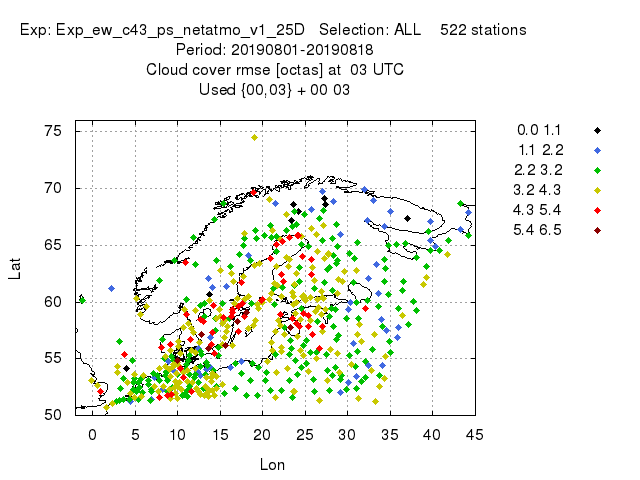 Exp: Exp_ew_c43_ps_netatmo_v1_25D Selection: ALL 522 stations
Period: 20190801-20190818
Cloud cover rmse [octas] at 03 UTC
Used {00,03} + 00 03
0.0 1.1
1.1 2.2
2.2 3.2
3.2 4.3
4.3 5.4
5.4 6.5
75
70
65
60
55
50
Lat
0 5 10 15 20 25 30 35 40 45
Lon